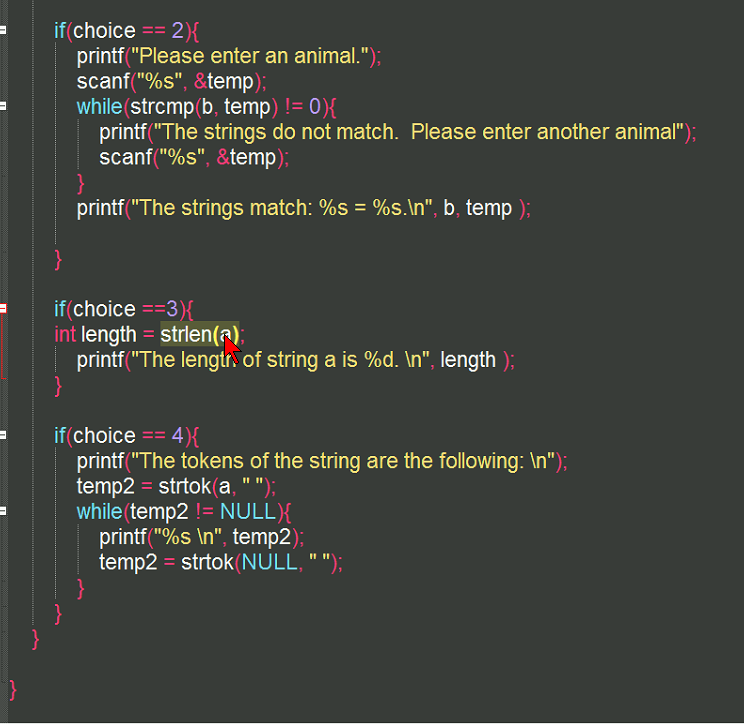 if(choice == 2){
printf("Please enter an animal.");
scanf("%s", &temp);
while(strcmp(b, temp) != 0){
printf("The strings do not match.  Please enter another animal");
scanf("%s", &temp);
}
printf("The strings match: %s = %s.\n", b, temp );
}
if(choice ==3){
int length = strlen(a);
printf("The length of string a is %d. \n", length );
}
if(choice == 4){
printf("The tokens of the string are the following: \n");
temp2 = strtok(a, " ");
while(temp2 != NULL){
printf("%s \n", temp2);
temp2 = strtok(NULL, " ");
}
}
}
}